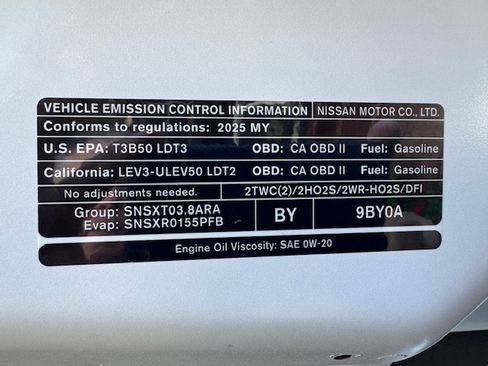 VEHICLE EMISSION CONTROL INFORMATION NISSAN MOTOR CO., LTD.
Conforms to regulations: 2025 MY
U.S. EPA: T3B50 LDT3 OBD: CA OBD II Fuel: Gasoline
California: LEV3-ULEV50 LDT2 OBD: CA OBD II Fuel: Gasoline
No adjustments needed. 2TWC(2)/2HO2S/2WR-HO2S/DFI
Group: SNSXT03.8ARA BY 9BY0A
Evap: SNSXR0155PFB
Engine Oil Viscosity: SAE 0W-20